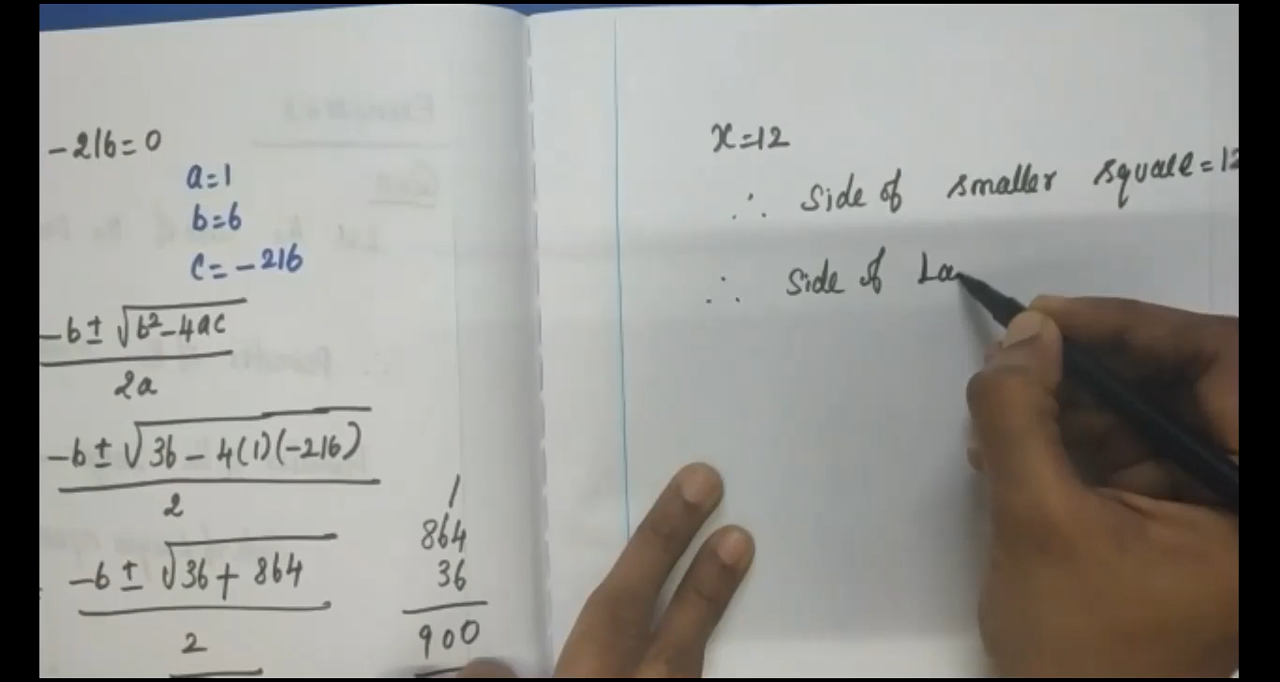 -216=0
a=1
b=6
c=-216
-b±√b²-4ac
2a
-6±√36-4(1)(-216)
2
-6±√36+864
2
1
864
36
900
x=12
∴ side of smaller square=12
∴ side of La